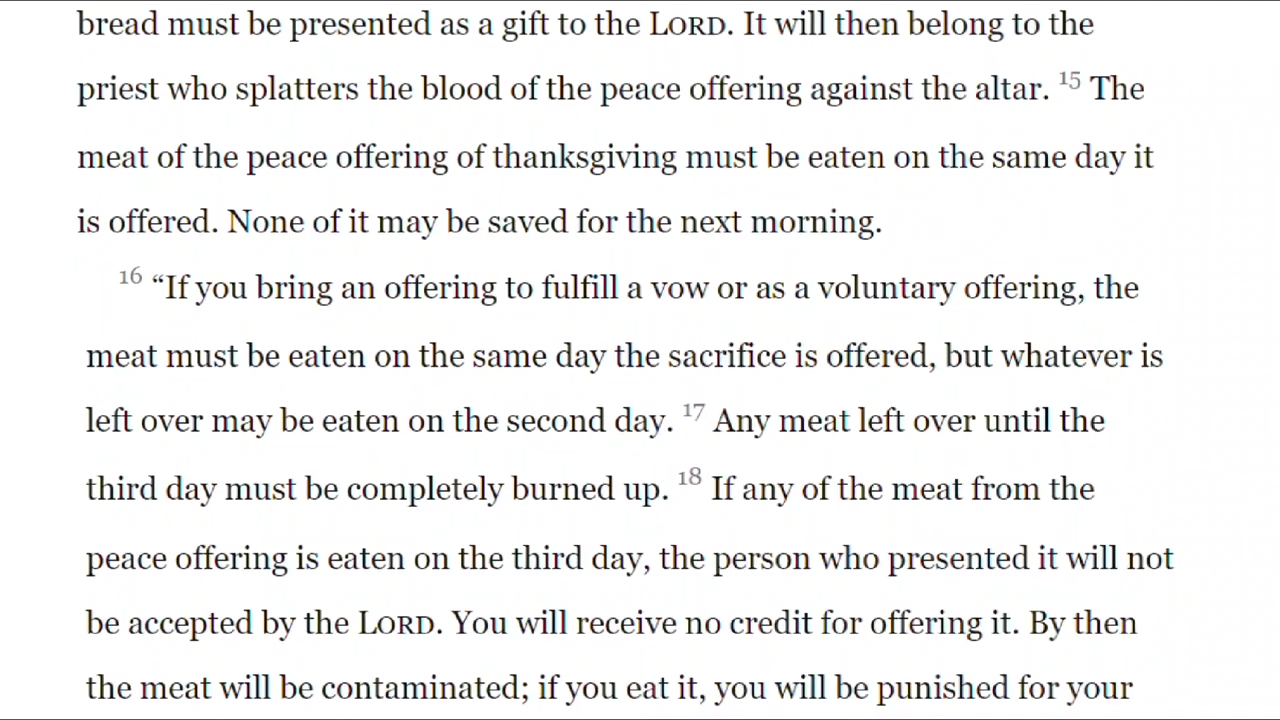 bread must be presented as a gift to the LORD. It will then belong to the
priest who splatters the blood of the peace offering against the altar. 15 The
meat of the peace offering of thanksgiving must be eaten on the same day it
is offered. None of it may be saved for the next morning.
16 “If you bring an offering to fulfill a vow or as a voluntary offering, the
meat must be eaten on the same day the sacrifice is offered, but whatever is
left over may be eaten on the second day. 17 Any meat left over until the
third day must be completely burned up. 18 If any of the meat from the
peace offering is eaten on the third day, the person who presented it will not
be accepted by the LORD. You will receive no credit for offering it. By then
the meat will be contaminated; if you eat it, you will be punished for your